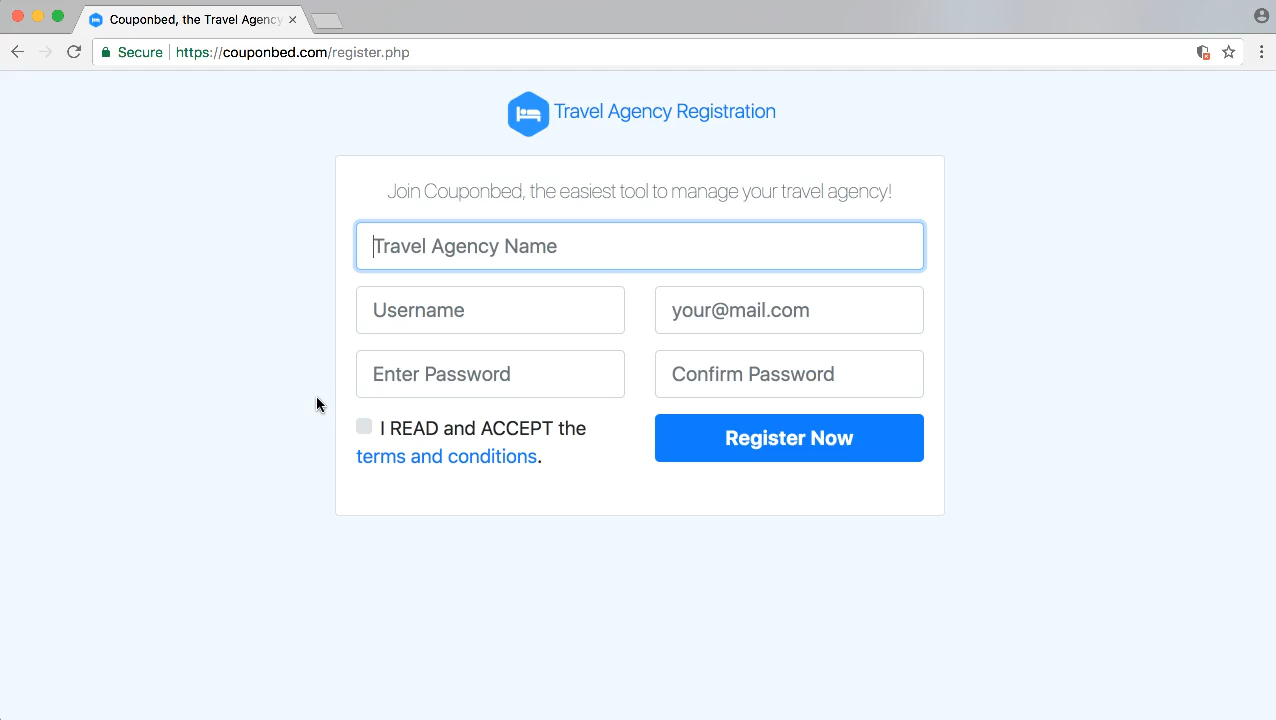 Couponbed, the Travel Agency
Secure https://couponbed.com/register.php
Travel Agency Registration
Join Couponbed, the easiest tool to manage your travel agency!
Travel Agency Name
Username your@mail.com
Enter Password Confirm Password
I READ and ACCEPT the
terms and conditions.
Register Now